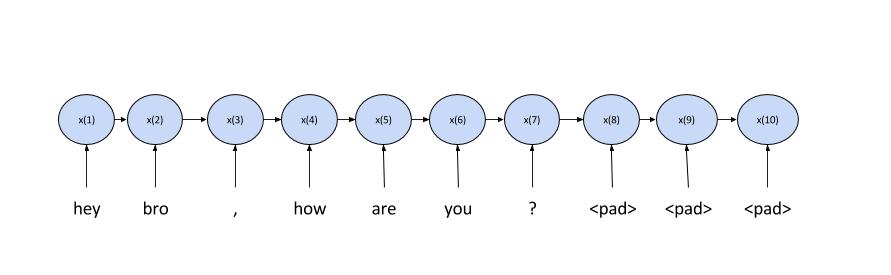 x(1) x(2) x(3) x(4) x(5) x(6) x(7) x(8) x(9) x(10)
hey bro , how are you ? <pad> <pad> <pad>